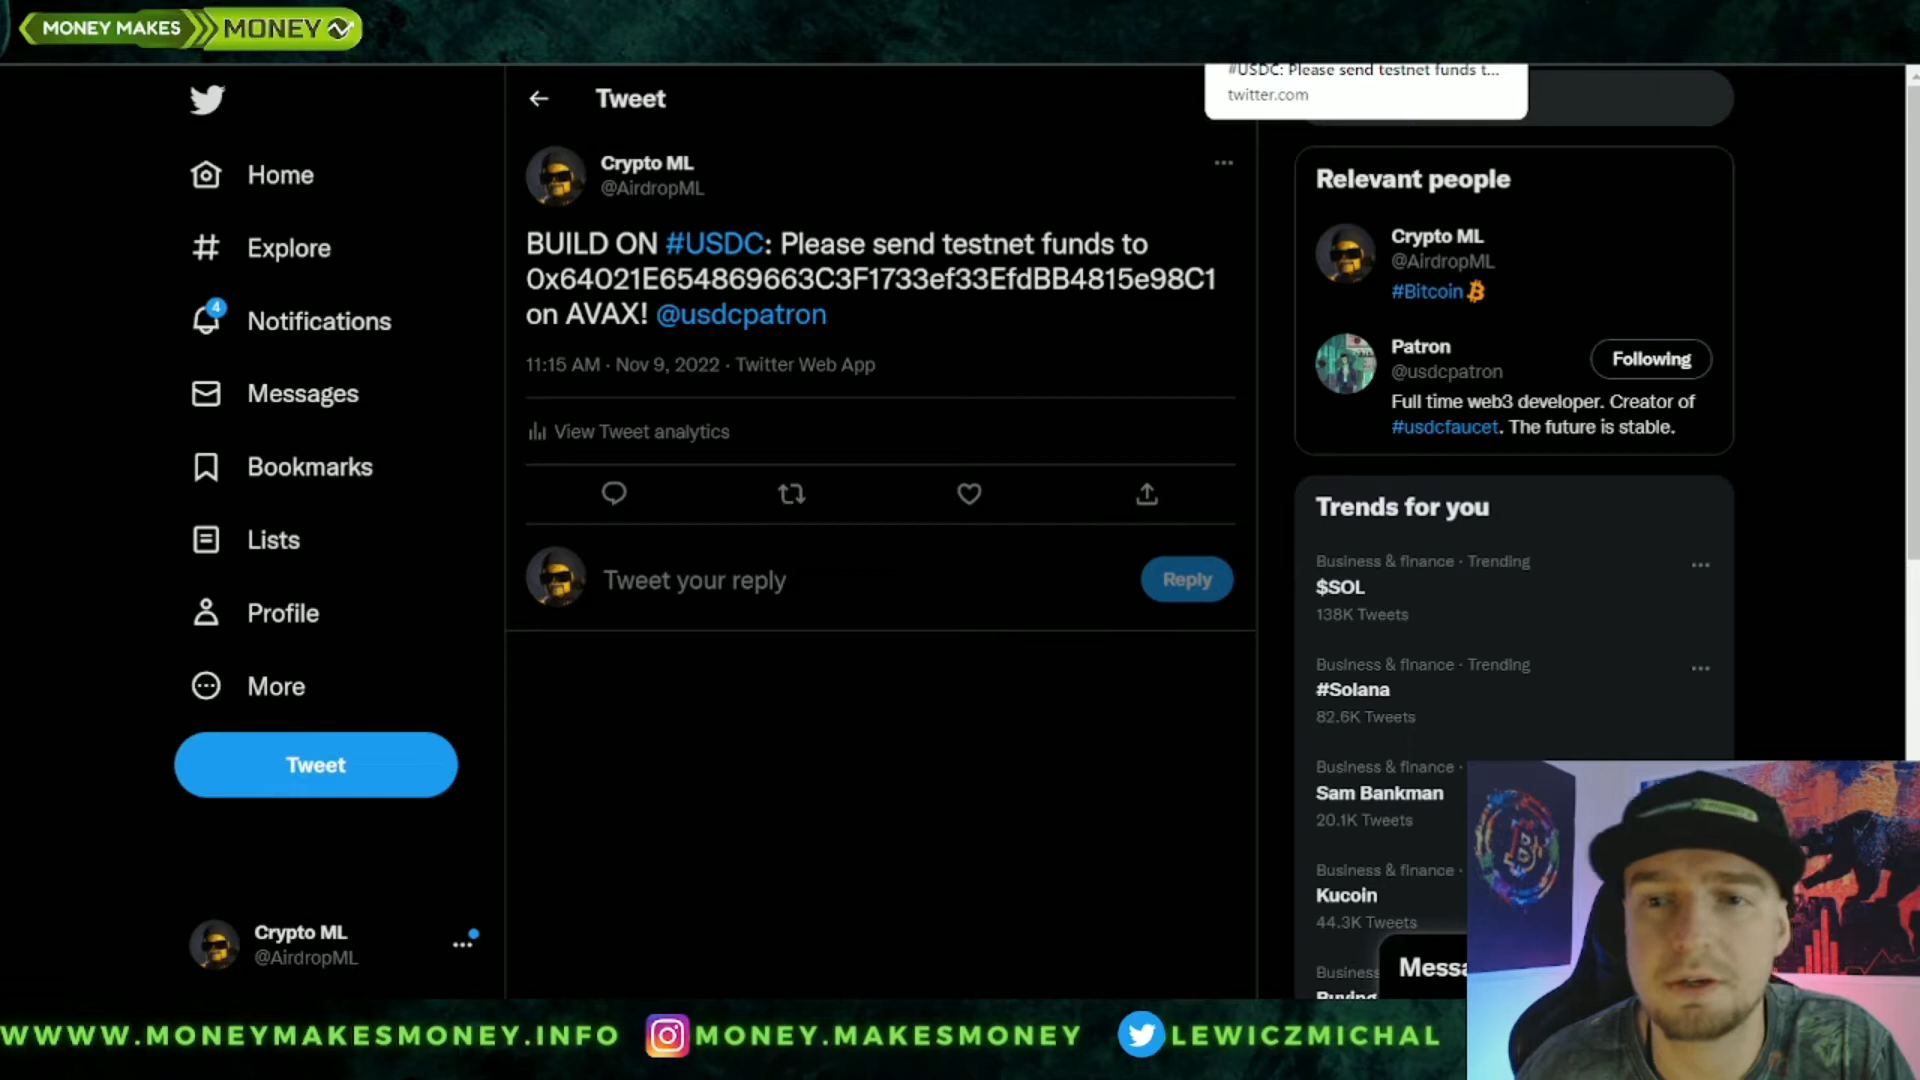 MONEY MAKES MONEY
#USDC: Please send testnet funds t...
twitter.com
Home
Explore
4
Notifications
Messages
Bookmarks
Lists
Profile
More
Tweet
Crypto ML
@AirdropML
Tweet
Crypto ML
@AirdropML
BUILD ON #USDC: Please send testnet funds to
0x64021E654869663C3F1733ef33EfdBB4815e98C1
on AVAX! @usdcpatron
11:15 AM · Nov 9, 2022 · Twitter Web App
View Tweet analytics
Tweet your reply
Reply
Relevant people
Crypto ML
@AirdropML
#Bitcoin
Patron
@usdcpatron
Following
Full time web3 developer. Creator of
#usdcfaucet. The future is stable.
Trends for you
Business & finance · Trending
$SOL
138K Tweets
Business & finance · Trending
#Solana
82.6K Tweets
Business & finance ·
Sam Bankman
20.1K Tweets
Business & finance ·
Kucoin
44.3K Tweets
Business
Buying
Messa
WWWW.MONEYMAKESMONEY.INFO
MONEY.MAKESMONEY
LEWICZMICHAL